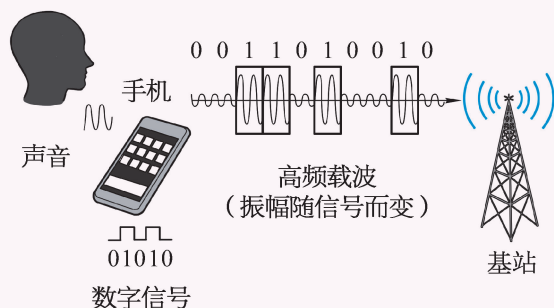 0 0 1 1 0 1 0 0 1 0
手机
声音
高频载波
（振幅随信号而变）
01010
数字信号
基站